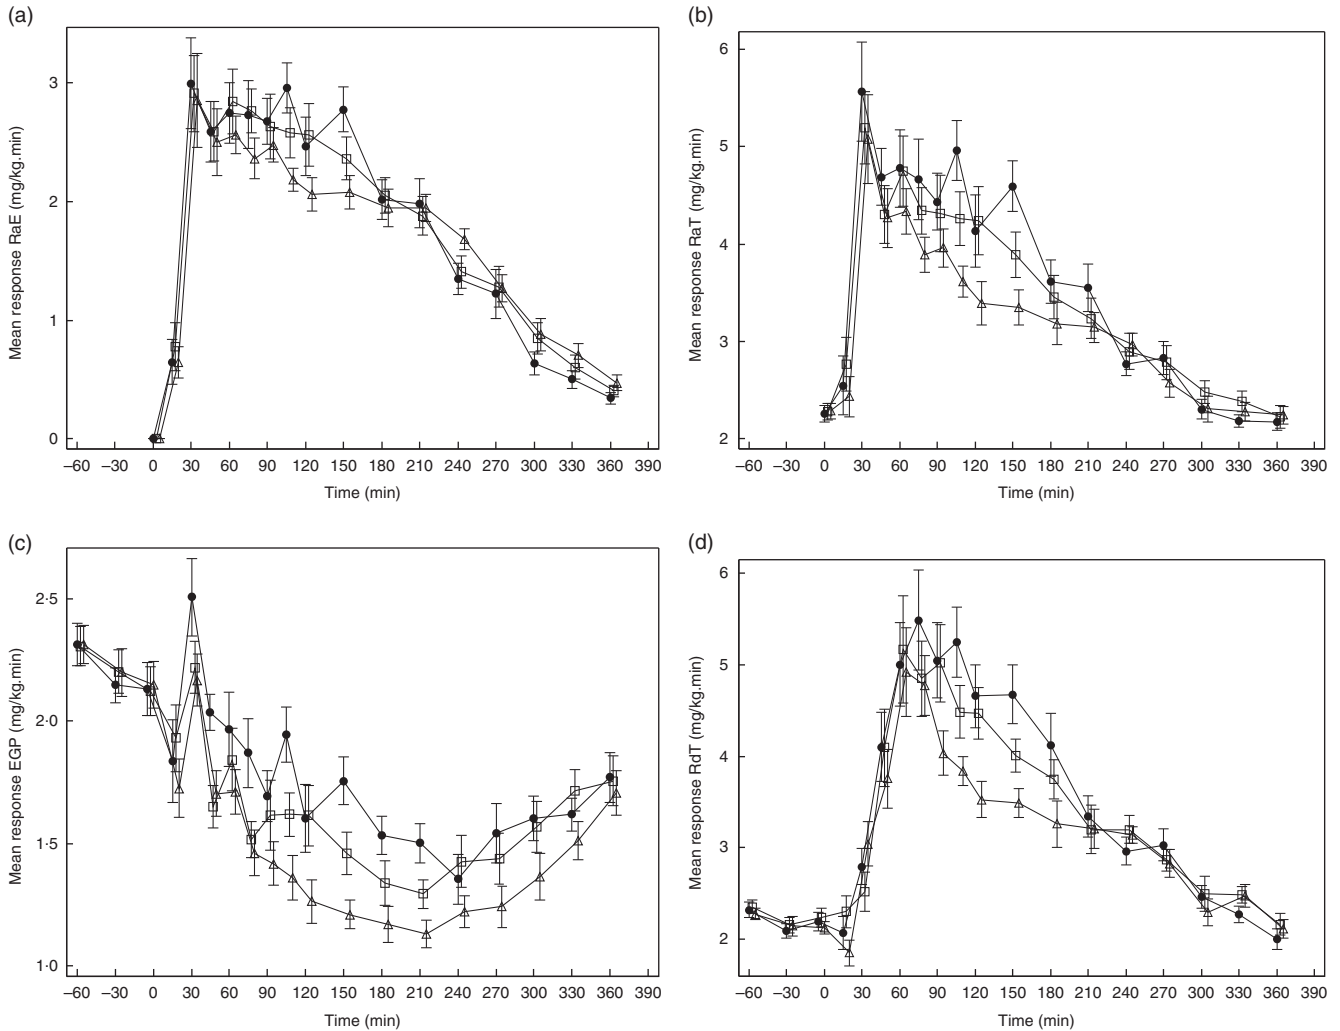 (a)
Mean response RaE (mg/kg.min)
3
2
1
0
−60 −30 0 30 60 90 120 150 180 210 240 270 300 330 360 390
Time (min)
(b)
Mean response RaT (mg/kg.min)
6
5
4
3
2
−60 −30 0 30 60 90 120 150 180 210 240 270 300 330 360 390
Time (min)
(c)
Mean response EGP (mg/kg.min)
2·5
2·0
1·5
1·0
−60 −30 0 30 60 90 120 150 180 210 240 270 300 330 360 390
Time (min)
(d)
Mean response RdT (mg/kg.min)
6
5
4
3
2
−60 −30 0 30 60 90 120 150 180 210 240 270 300 330 360 390
Time (min)